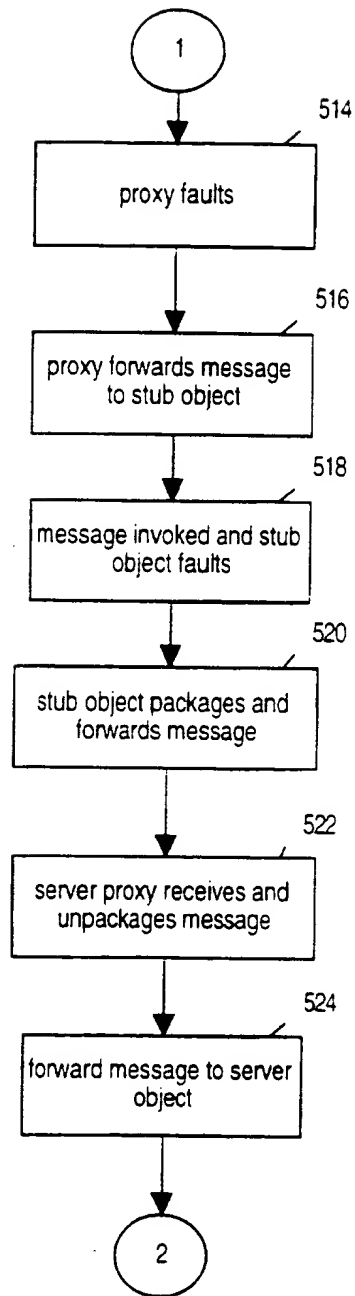 1
514
proxy faults
516
proxy forwards message
to stub object
518
message invoked and stub
object faults
520
stub object packages and
forwards message
522
server proxy receives and
unpackages message
524
forward message to server
object
2